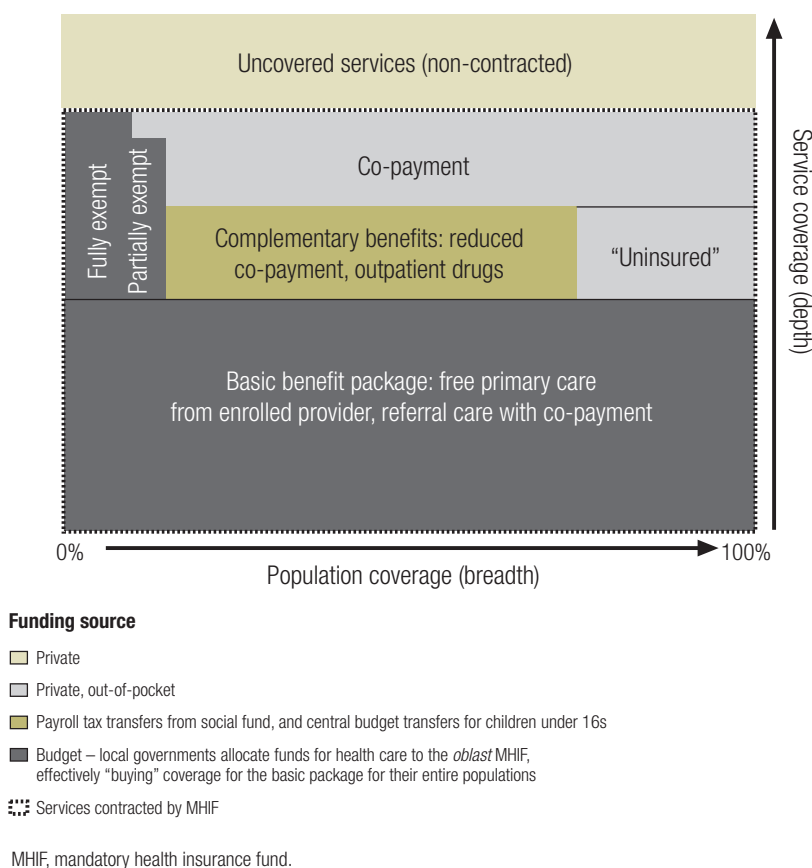 Uncovered services (non-contracted)
Co-payment
Fully exempt
Partially exempt
Complementary benefits: reduced
co-payment, outpatient drugs
“Uninsured”
Service coverage (depth)
Basic benefit package: free primary care
from enrolled provider, referral care with co-payment
0%
100%
Population coverage (breadth)
Funding source
Private
Private, out-of-pocket
Payroll tax transfers from social fund, and central budget transfers for children under 16s
Budget – local governments allocate funds for health care to the oblast MHIF,
effectively “buying” coverage for the basic package for their entire populations
Services contracted by MHIF
MHIF, mandatory health insurance fund.